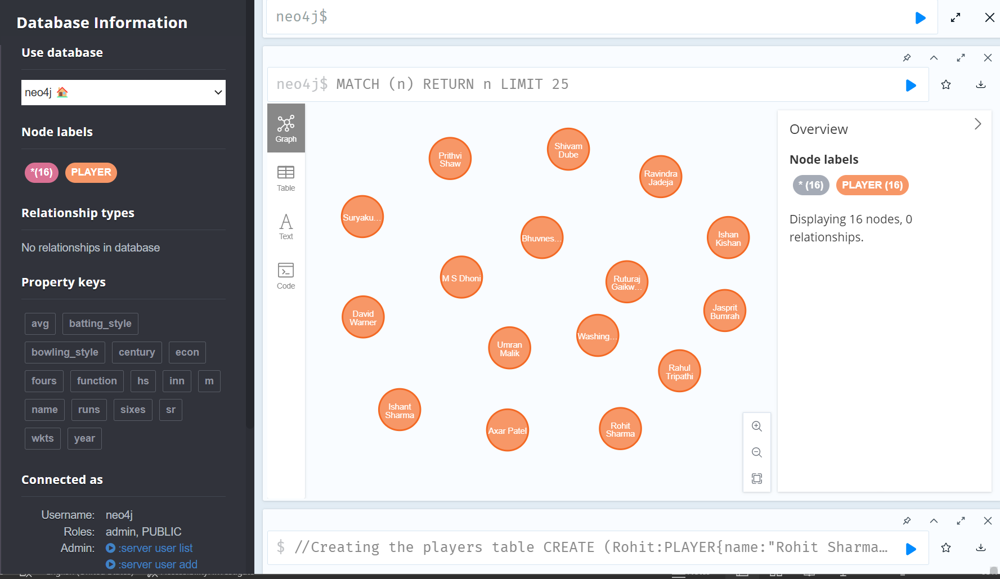 Database Information
Use database
neo4j
Node labels
*(16) PLAYER
Relationship types
No relationships in database
Property keys
avg batting_style
bowling_style century econ
fours function hs inn m
name runs sixes sr
wkts year
Connected as
Username: neo4j
Roles: admin, PUBLIC
Admin: :server user list
:server user add
neo4j$
neo4j$ MATCH (n) RETURN n LIMIT 25
Graph
Table
Text
Code
Prithvi
Shaw
Shivam
Dube
Ravindra
Jadeja
Suryaku...
Bhuvnes...
Ishan
Kishan
M S Dhoni
Ruturaj
Gaikw...
David
Warner
Jasprit
Bumrah
Umran
Malik
Washing...
Rahul
Tripathi
Ishant
Sharma
Axar Patel
Rohit
Sharma
Overview
Node labels
* (16) PLAYER (16)
Displaying 16 nodes, 0
relationships.
$ //Creating the players table CREATE (Rohit:PLAYER{name:"Rohit Sharma…